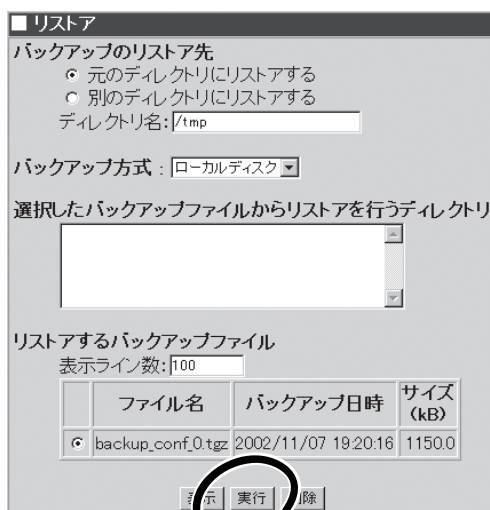 ■ リストア
バックアップのリストア先
元のディレクトリにリストアする
別のディレクトリにリストアする
ディレクトリ名: /tmp
バックアップ方式 : ローカルディスク
選択したバックアップファイルからリストアを行うディレクトリ
リストアするバックアップファイル
表示ライン数: 100
ファイル名 バックアップ日時 サイズ
(kB)
backup_conf_0.tgz 2002/11/07 19:20:16 1150.0
表示 実行 削除